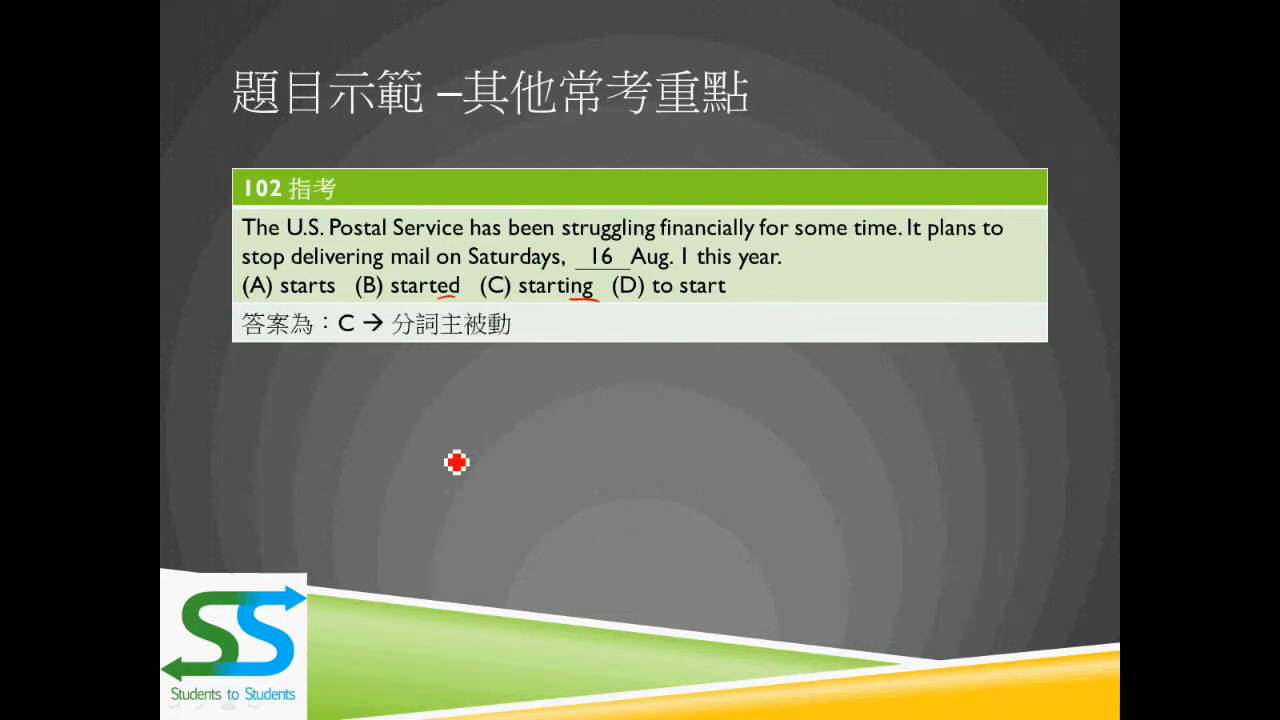 題目示範 –其他常考重點
102 指考
The U.S. Postal Service has been struggling financially for some time. It plans to
stop delivering mail on Saturdays, __16__ Aug. 1 this year.
(A) starts (B) started (C) starting (D) to start
答案為：C → 分詞主被動
SS
Students to Students